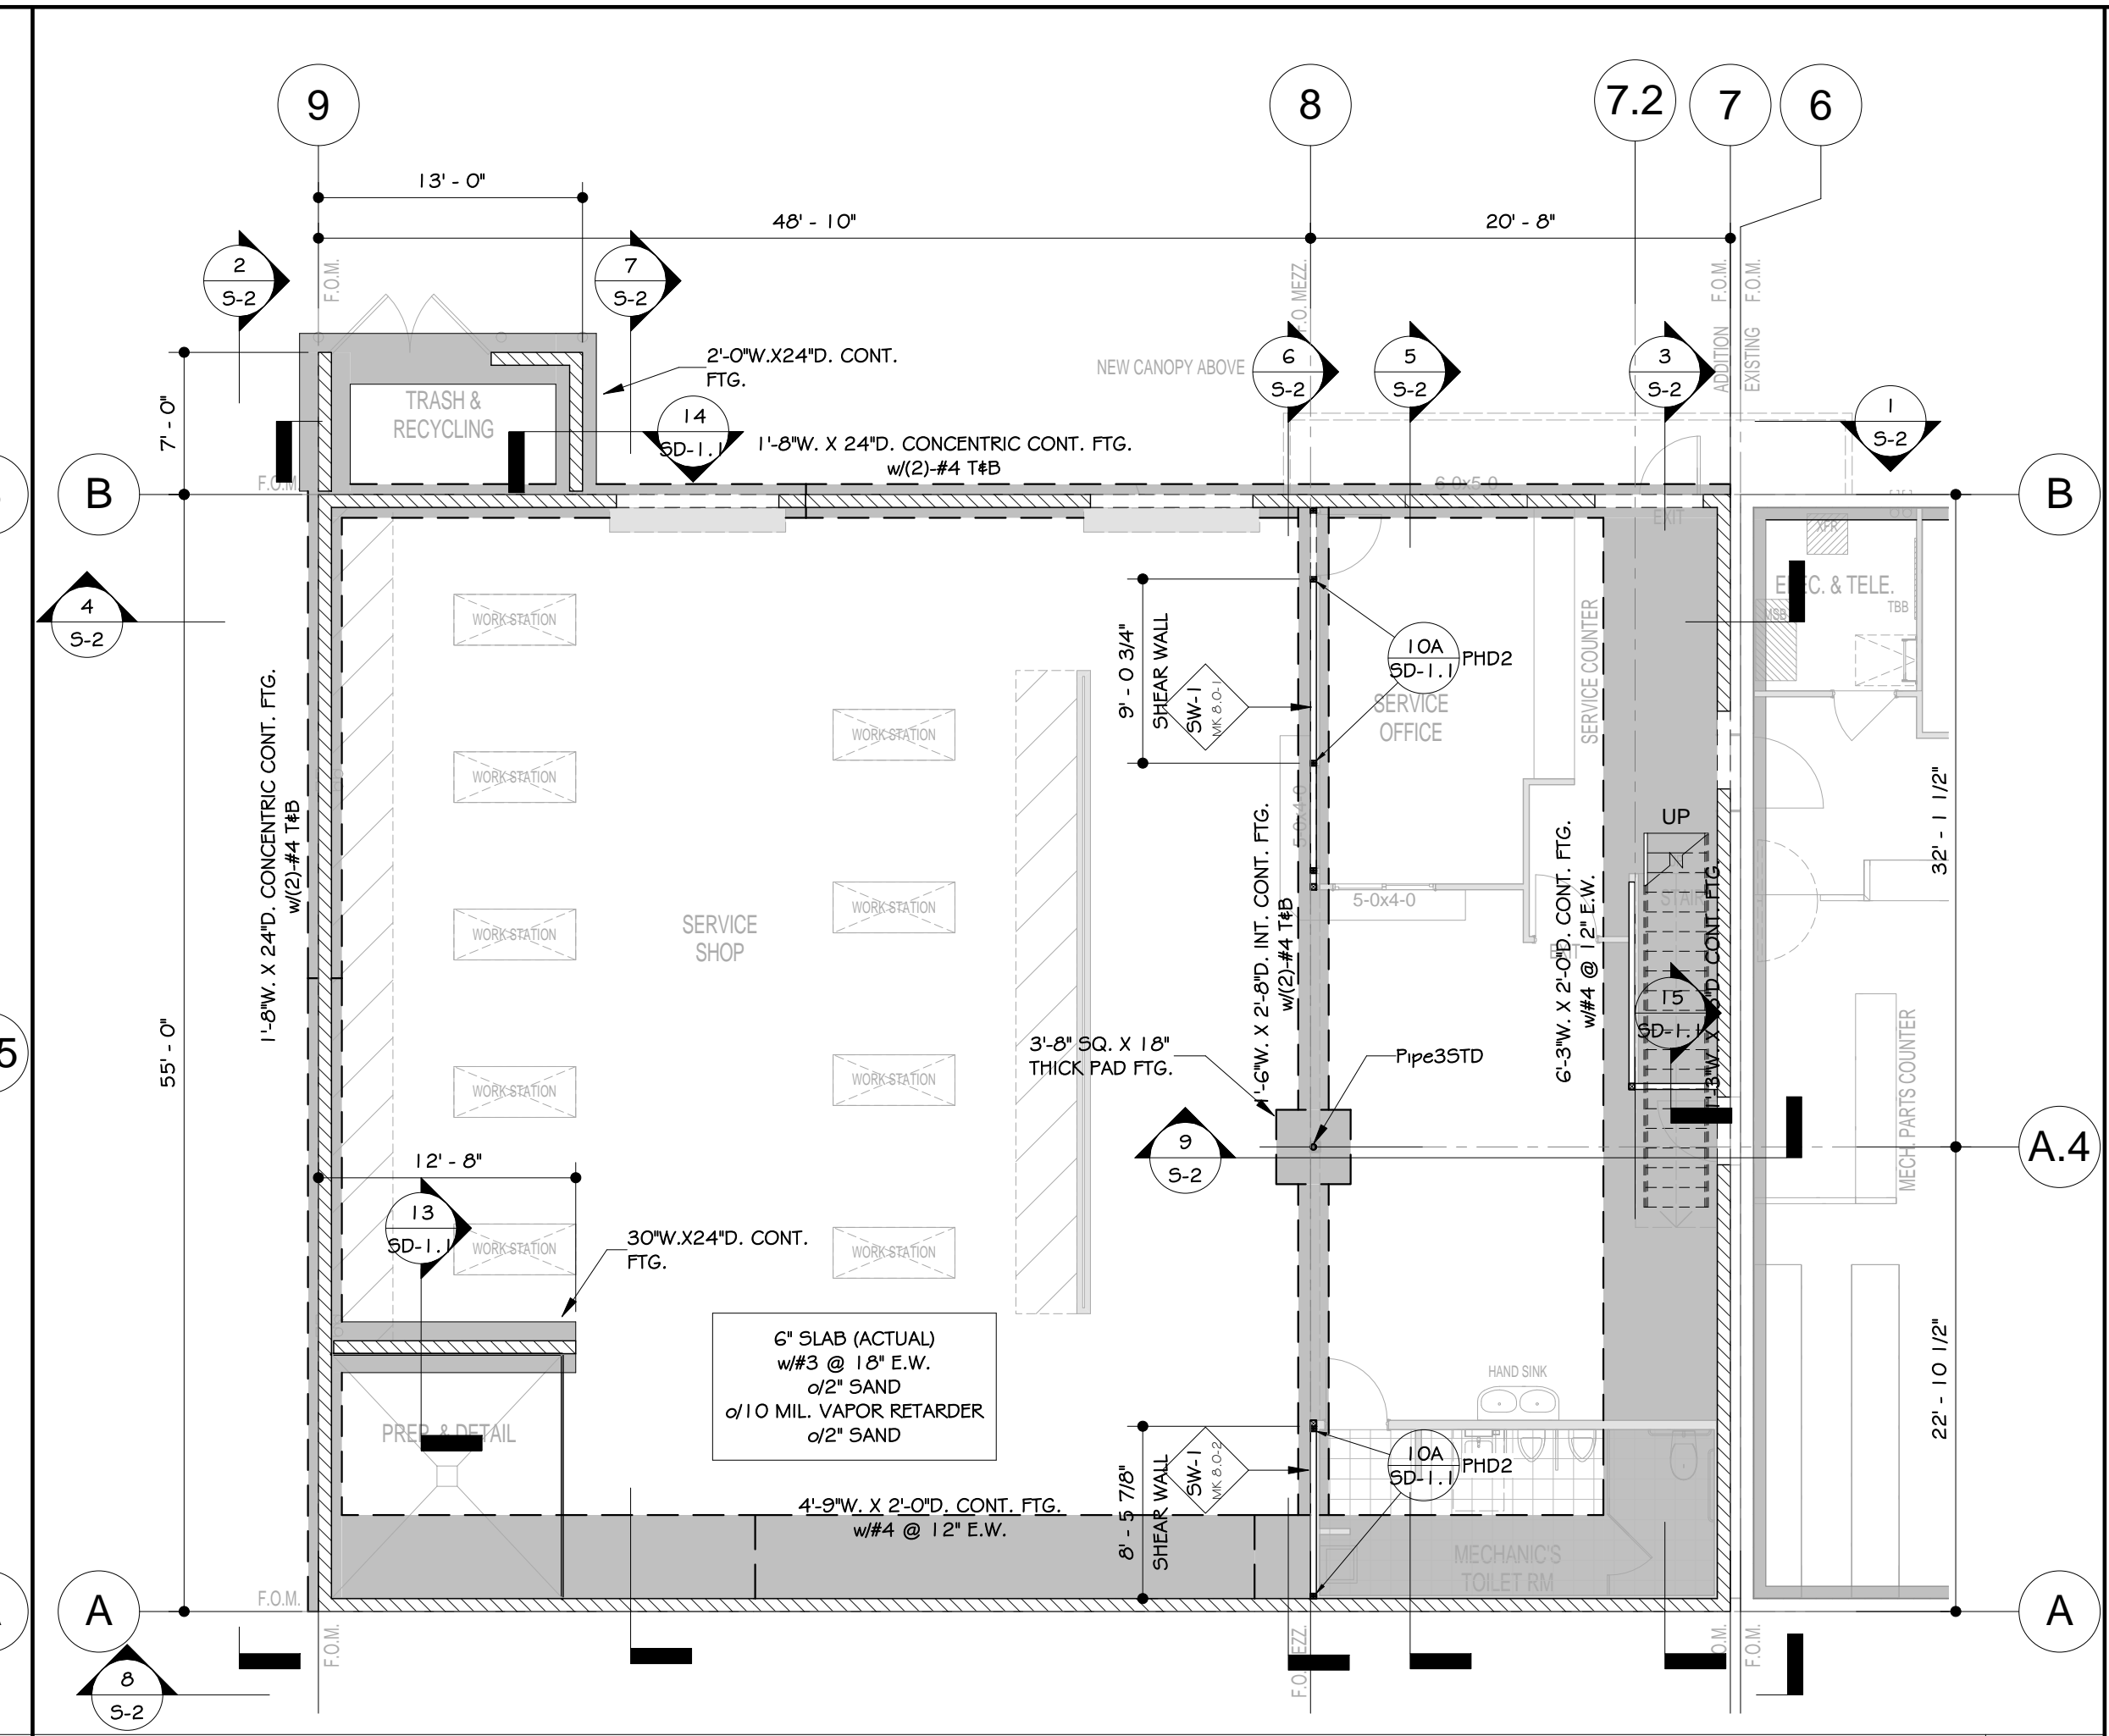 9
8
7.2
7
6
13' - 0"
48' - 10"
20' - 8"
F.O.M.
F.O. MEZZ.
ADDITION F.O.M.
EXISTING F.O.M.
2
S-2
7
S-2
6
S-2
5
S-2
3
S-2
1
S-2
2'-0"W.X24"D. CONT.
FTG.
NEW CANOPY ABOVE
TRASH &
RECYCLING
7' - 0"
14
SD-1.1
1'-8"W. X 24"D. CONCENTRIC CONT. FTG.
w/(2)-#4 T&B
F.O.M.
B
B
6-0x5-0
EXIT
XFR
ELEC. & TELE.
MSB
TBB
4
S-2
WORK STATION
WORK STATION
WORK STATION
WORK STATION
WORK STATION
WORK STATION
WORK STATION
WORK STATION
WORK STATION
9' - 0 3/4"
SHEAR WALL
SW-1
MK 8.0-1
10A
SD-1.1
PHD2
SERVICE
OFFICE
SERVICE COUNTER
1'-8"W. X 24"D. CONCENTRIC CONT. FTG.
w/(2)-#4 T&B
5-0x4-0
5-0x4-0
UP
STAIR
32' - 1 1/2"
SERVICE
SHOP
1'-6"W. X 2'-8"D. INT. CONT. FTG.
w/(2)-#4 T&B
6'-3"W. X 2'-0"D. CONT. FTG.
w/#4 @ 12" E.W.
EXIT
15
SD-1.1
55' - 0"
5
3'-8" SQ. X 18"
THICK PAD FTG.
Pipe3STD
MECH. PARTS COUNTER
9
S-2
A.4
12' - 8"
13
SD-1.1
WORK STATION
30"W.X24"D. CONT.
FTG.
6" SLAB (ACTUAL)
w/#3 @ 18" E.W.
o/2" SAND
o/10 MIL. VAPOR RETARDER
o/2" SAND
HAND SINK
22' - 10 1/2"
PREP. & DETAIL
8' - 5 7/8"
SHEAR WALL
SW-1
MK 8.0-2
10A
SD-1.1
PHD2
4'-9"W. X 2'-0"D. CONT. FTG.
w/#4 @ 12" E.W.
MECHANIC'S
TOILET RM
F.O.M.
A
A
F.O.M.
F.O.M.
8
S-2